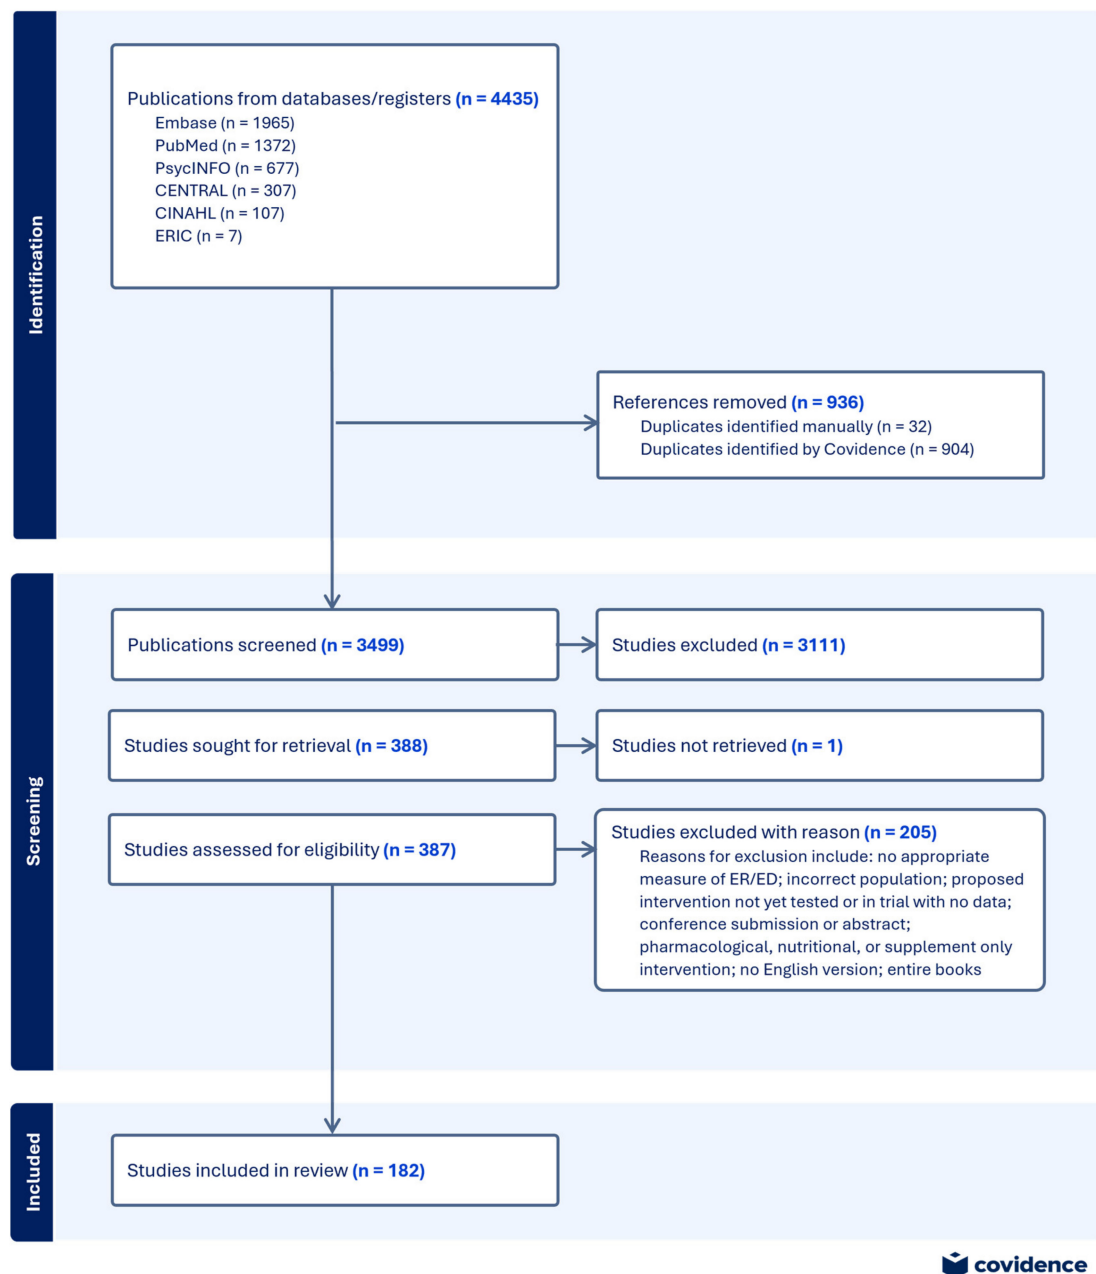 Identification
Publications from databases/registers (n = 4435)
Embase (n = 1965)
PubMed (n = 1372)
PsycINFO (n = 677)
CENTRAL (n = 307)
CINAHL (n = 107)
ERIC (n = 7)
References removed (n = 936)
Duplicates identified manually (n = 32)
Duplicates identified by Covidence (n = 904)
Screening
Publications screened (n = 3499)
Studies excluded (n = 3111)
Studies sought for retrieval (n = 388)
Studies not retrieved (n = 1)
Studies assessed for eligibility (n = 387)
Studies excluded with reason (n = 205)
Reasons for exclusion include: no appropriate
measure of ER/ED; incorrect population; proposed
intervention not yet tested or in trial with no data;
conference submission or abstract;
pharmacological, nutritional, or supplement only
intervention; no English version; entire books
Included
Studies included in review (n = 182)
covidence